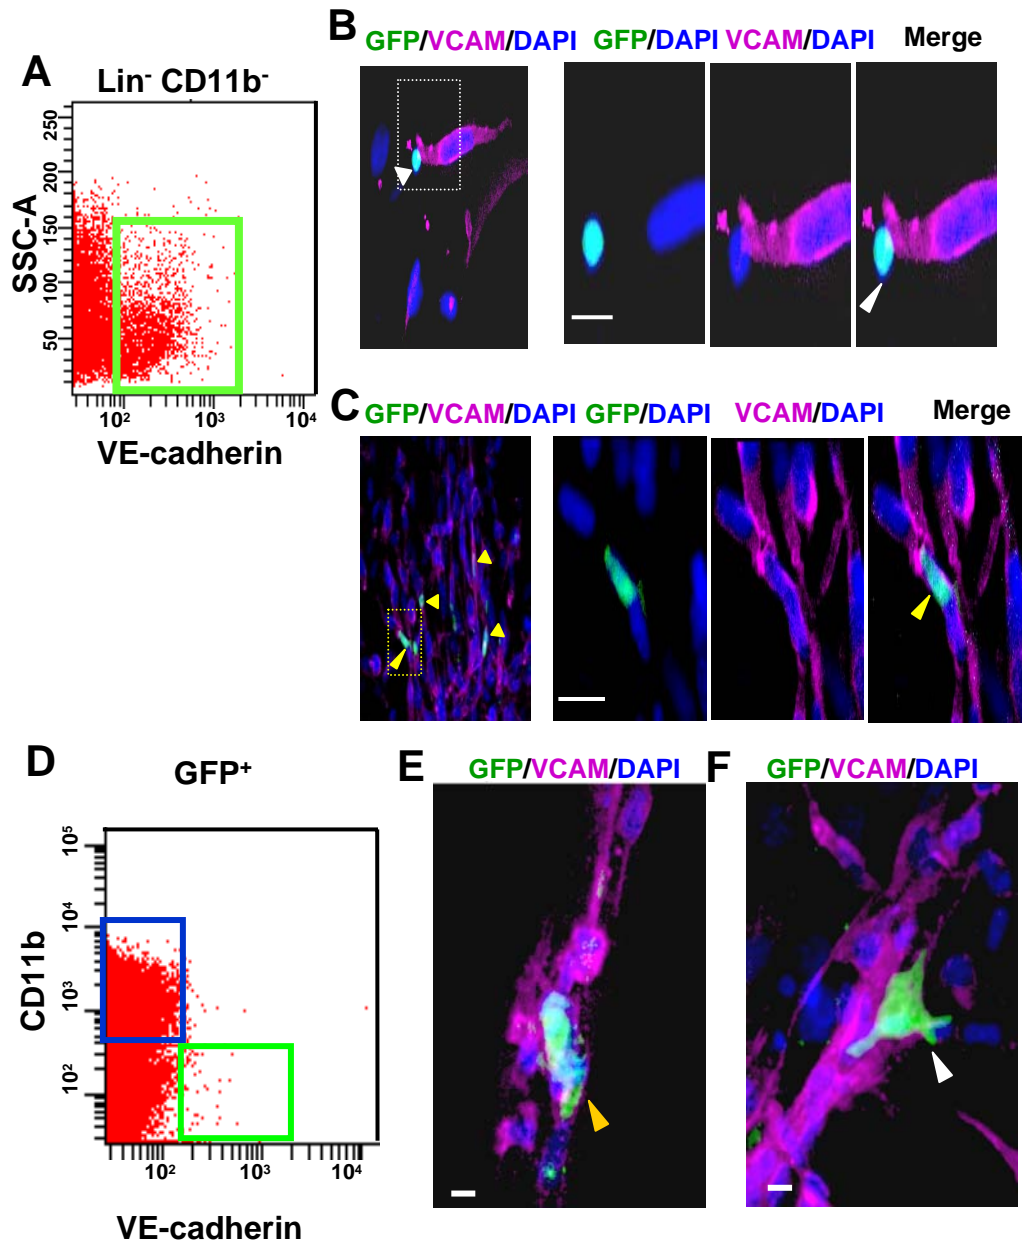 A
Lin⁻ CD11b⁻
SSC-A
250
200
150
100
50
10²
10³
10⁴
VE-cadherin
B
GFP/VCAM/DAPI
GFP/DAPI
VCAM/DAPI
Merge
C
GFP/VCAM/DAPI
GFP/DAPI
VCAM/DAPI
Merge
D
GFP⁺
CD11b
10⁵
10⁴
10³
10²
10²
10³
10⁴
VE-cadherin
E
GFP/VCAM/DAPI
F
GFP/VCAM/DAPI